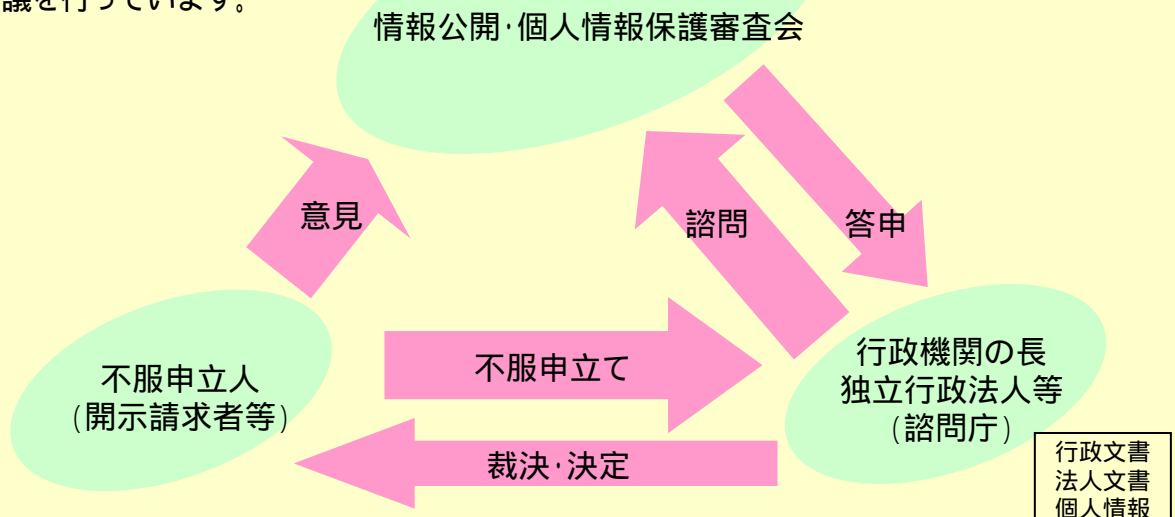 議を行っています。
情報公開･個人情報保護審査会
意見
諮問
答申
不服申立人
(開示請求者等)
不服申立て
行政機関の長
独立行政法人等
(諮問庁)
裁決･決定
行政文書
法人文書
個人情報